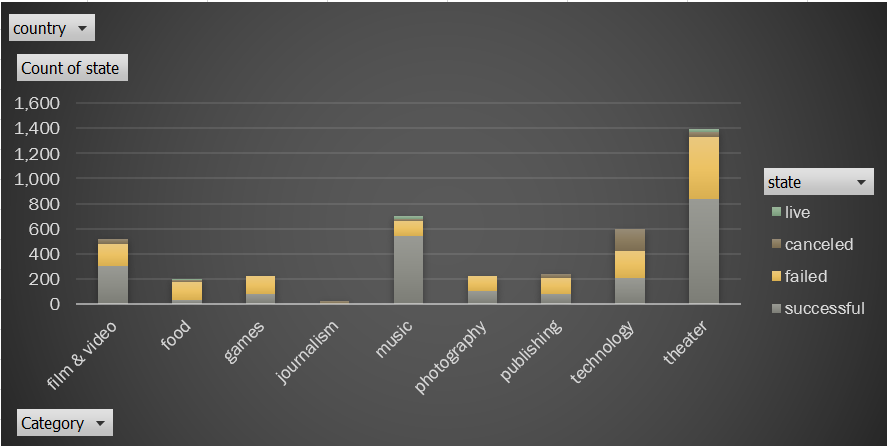 country
Count of state
1,600
1,400
1,200
1,000
800
600
400
200
0
film & video
food
games
journalism
music
photography
publishing
technology
theater
state
live
canceled
failed
successful
Category